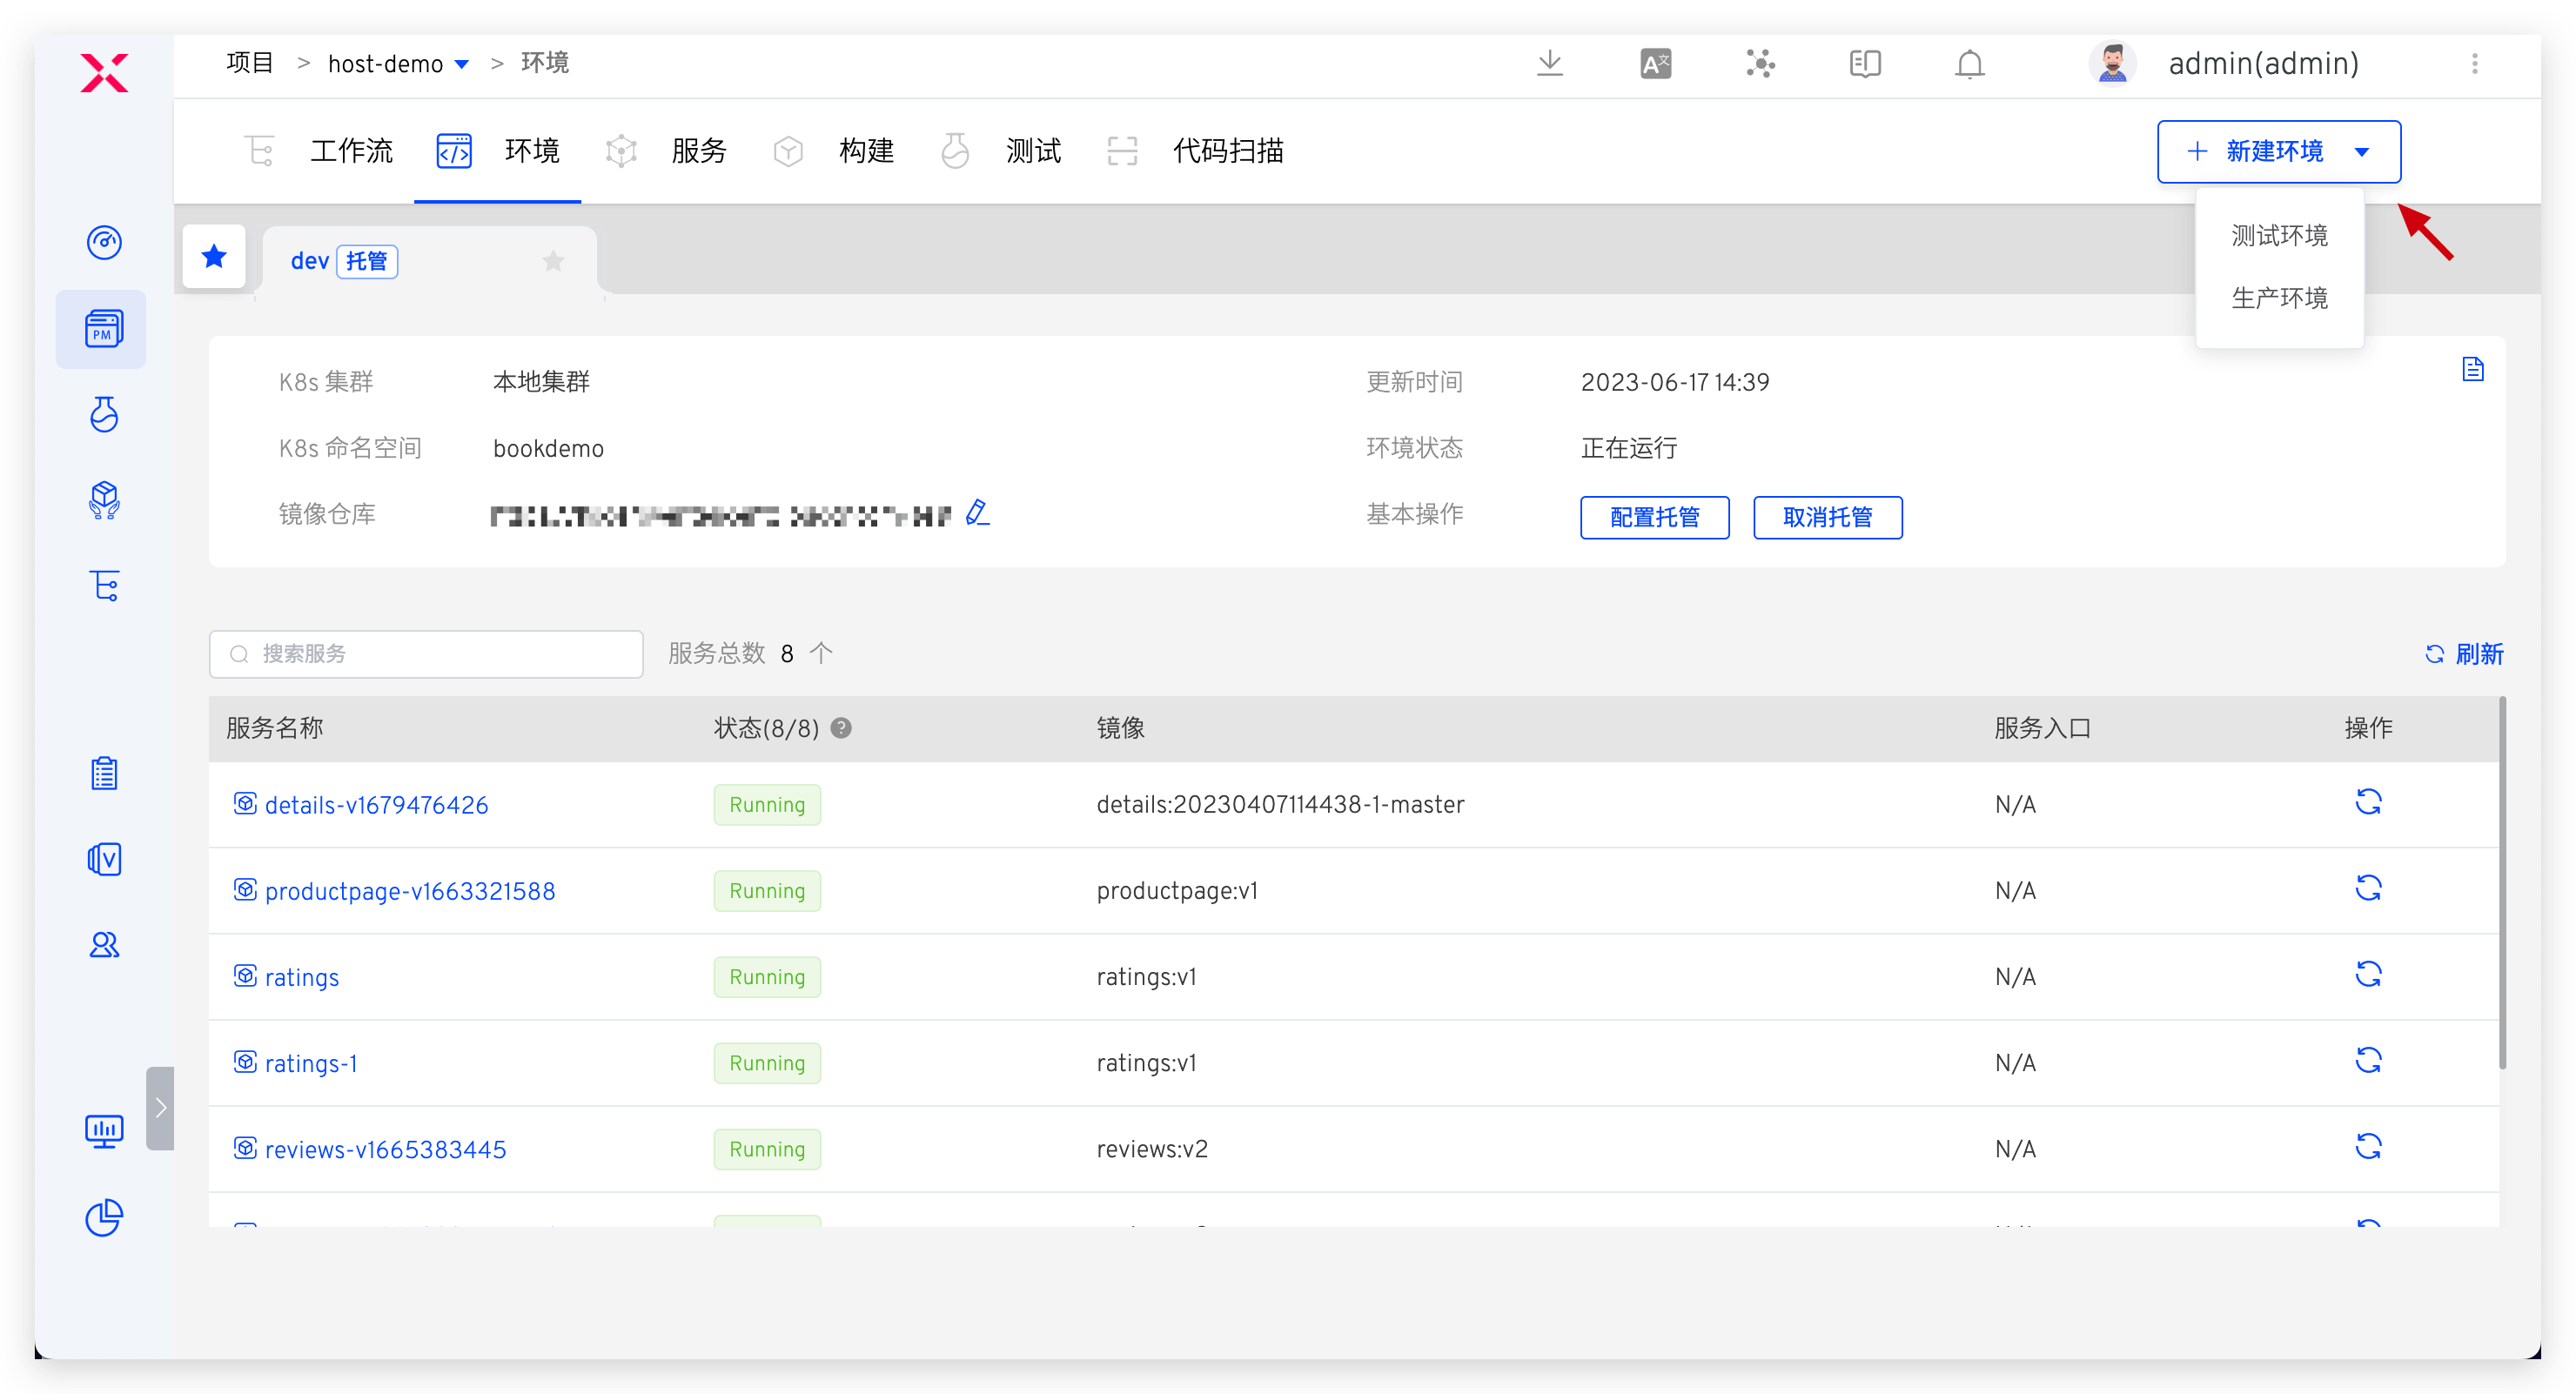 项目 > host-demo > 环境
admin(admin)
工作流 环境 服务 构建 测试 代码扫描
+ 新建环境
测试环境
生产环境
dev 托管
PM
K8s 集群 本地集群 更新时间 2023-06-17 14:39
K8s 命名空间 bookdemo 环境状态 正在运行
镜像仓库 基本操作 配置托管 取消托管
搜索服务 服务总数 8 个 刷新
服务名称 状态(8/8) ? 镜像 服务入口 操作
details-v1679476426 Running details:20230407114438-1-master N/A
productpage-v1663321588 Running productpage:v1 N/A
ratings Running ratings:v1 N/A
ratings-1 Running ratings:v1 N/A
reviews-v1665383445 Running reviews:v2 N/A